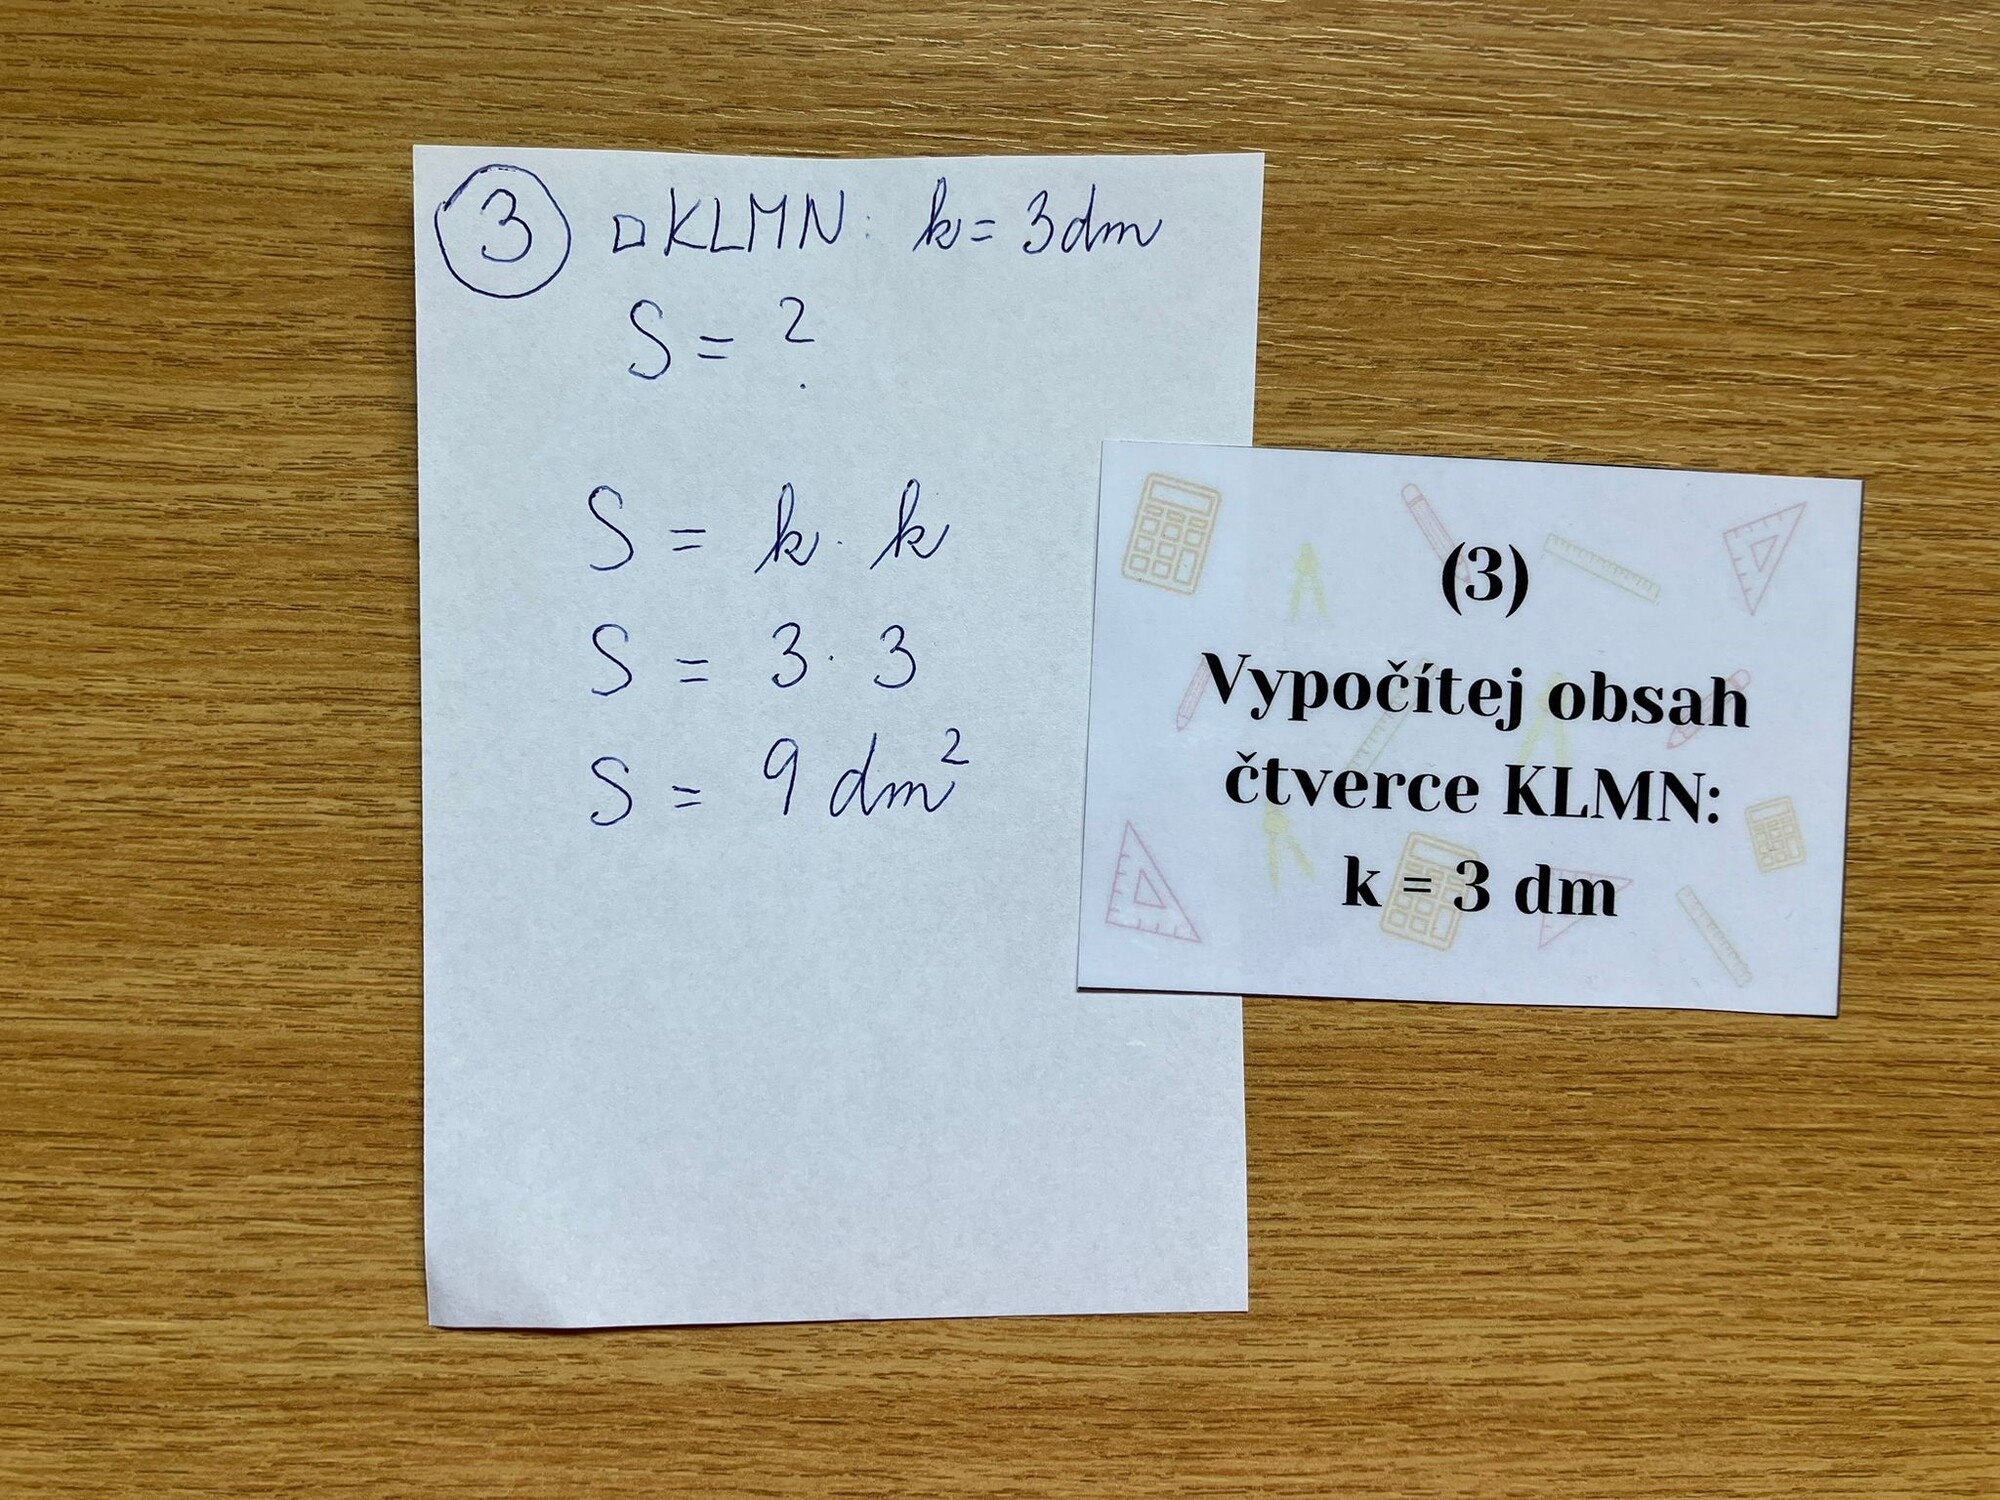 3 □KLMN: k = 3dm
S = ?
S = k · k
S = 3 · 3
S = 9 dm²
(3)
Vypočítej obsah
čtverce KLMN:
k = 3 dm